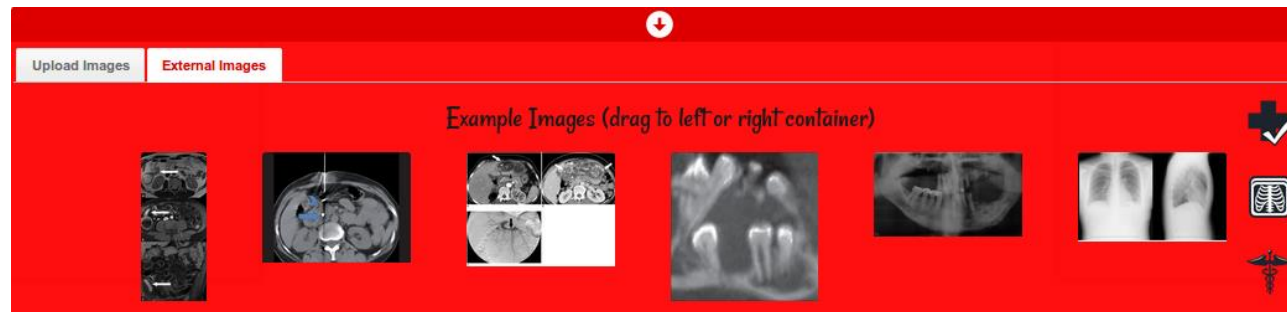 Upload Images
External Images
Example Images (drag to left or right container)